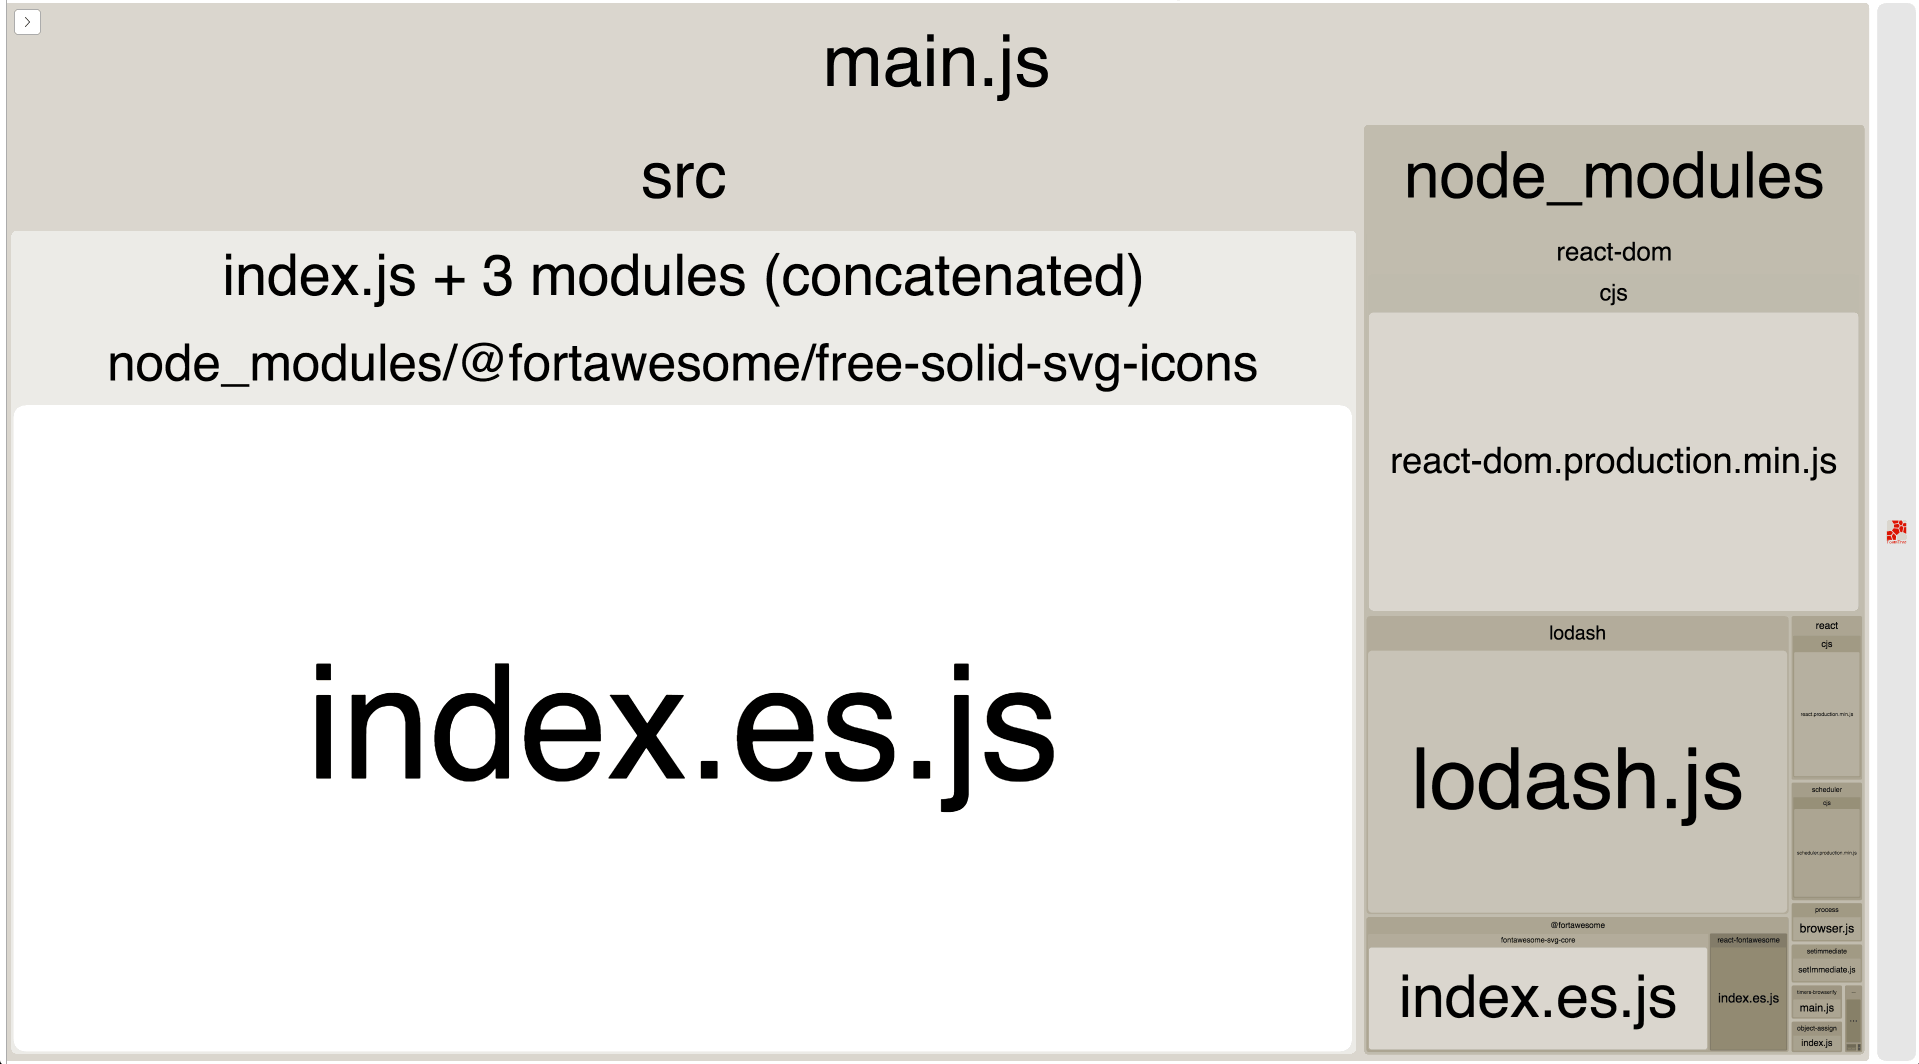 main.js
src
index.js + 3 modules (concatenated)
node_modules/@fortawesome/free-solid-svg-icons
index.es.js
node_modules
react-dom
cjs
react-dom.production.min.js
lodash
lodash.js
@fortawesome
fontawesome-svg-core
index.es.js
react-fontawesome
index.es.js
react
cjs
react.production.min.js
scheduler
cjs
scheduler.production.min.js
process
browser.js
setimmediate
setImmediate.js
timers-browserify
main.js
object-assign
index.js
...
...